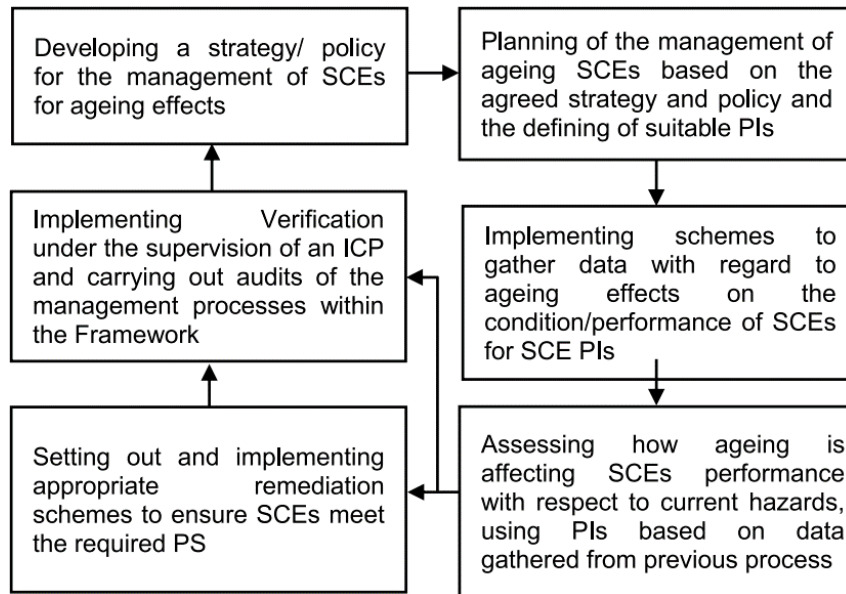 Developing a strategy/ policy
for the management of SCEs
for ageing effects
Planning of the management of
ageing SCEs based on the
agreed strategy and policy and
the defining of suitable PIs
Implementing schemes to
gather data with regard to
ageing effects on the
condition/performance of SCEs
for SCE PIs
Assessing how ageing is
affecting SCEs performance
with respect to current hazards,
using PIs based on data
gathered from previous process
Setting out and implementing
appropriate remediation
schemes to ensure SCEs meet
the required PS
Implementing Verification
under the supervision of an ICP
and carrying out audits of the
management processes within
the Framework